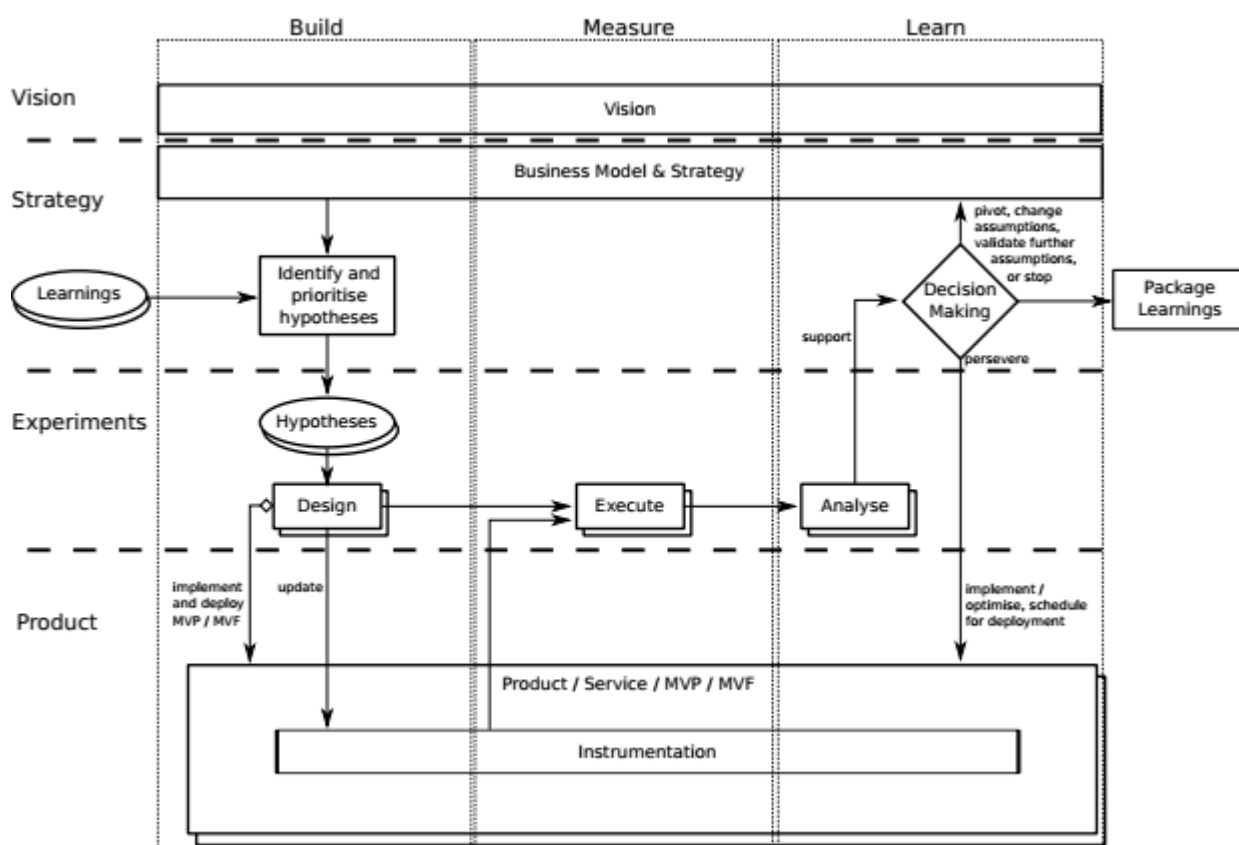 Build
Measure
Learn
Vision
Vision
Business Model & Strategy
Strategy
pivot, change
assumptions,
validate further
assumptions,
or stop
Learnings
Identify and
prioritise
hypotheses
Decision
Making
Package
Learnings
support
persevere
Experiments
Hypotheses
Design
Execute
Analyse
Product
implement
and deploy
MVP / MVF
update
implement /
optimise, schedule
for deployment
Product / Service / MVP / MVF
Instrumentation